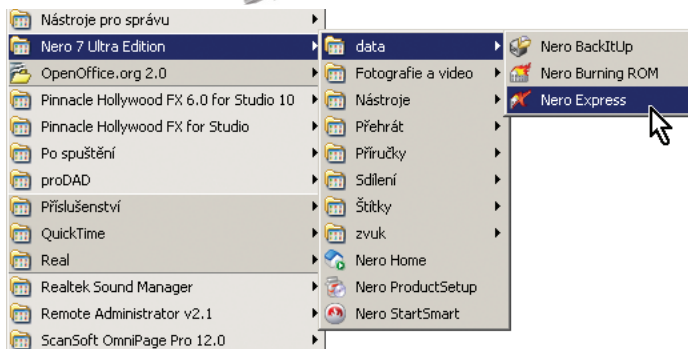 Nástroje pro správu
Nero 7 Ultra Edition
OpenOffice.org 2.0
Pinnacle Hollywood FX 6.0 for Studio 10
Pinnacle Hollywood FX for Studio
Po spuštění
proDAD
Příslušenství
QuickTime
Real
Realtek Sound Manager
Remote Administrator v2.1
ScanSoft OmniPage Pro 12.0
data
Fotografie a video
Nástroje
Přehrát
Příručky
Sdílení
Štítky
zvuk
Nero Home
Nero ProductSetup
Nero StartSmart
Nero BackItUp
Nero Burning ROM
Nero Express